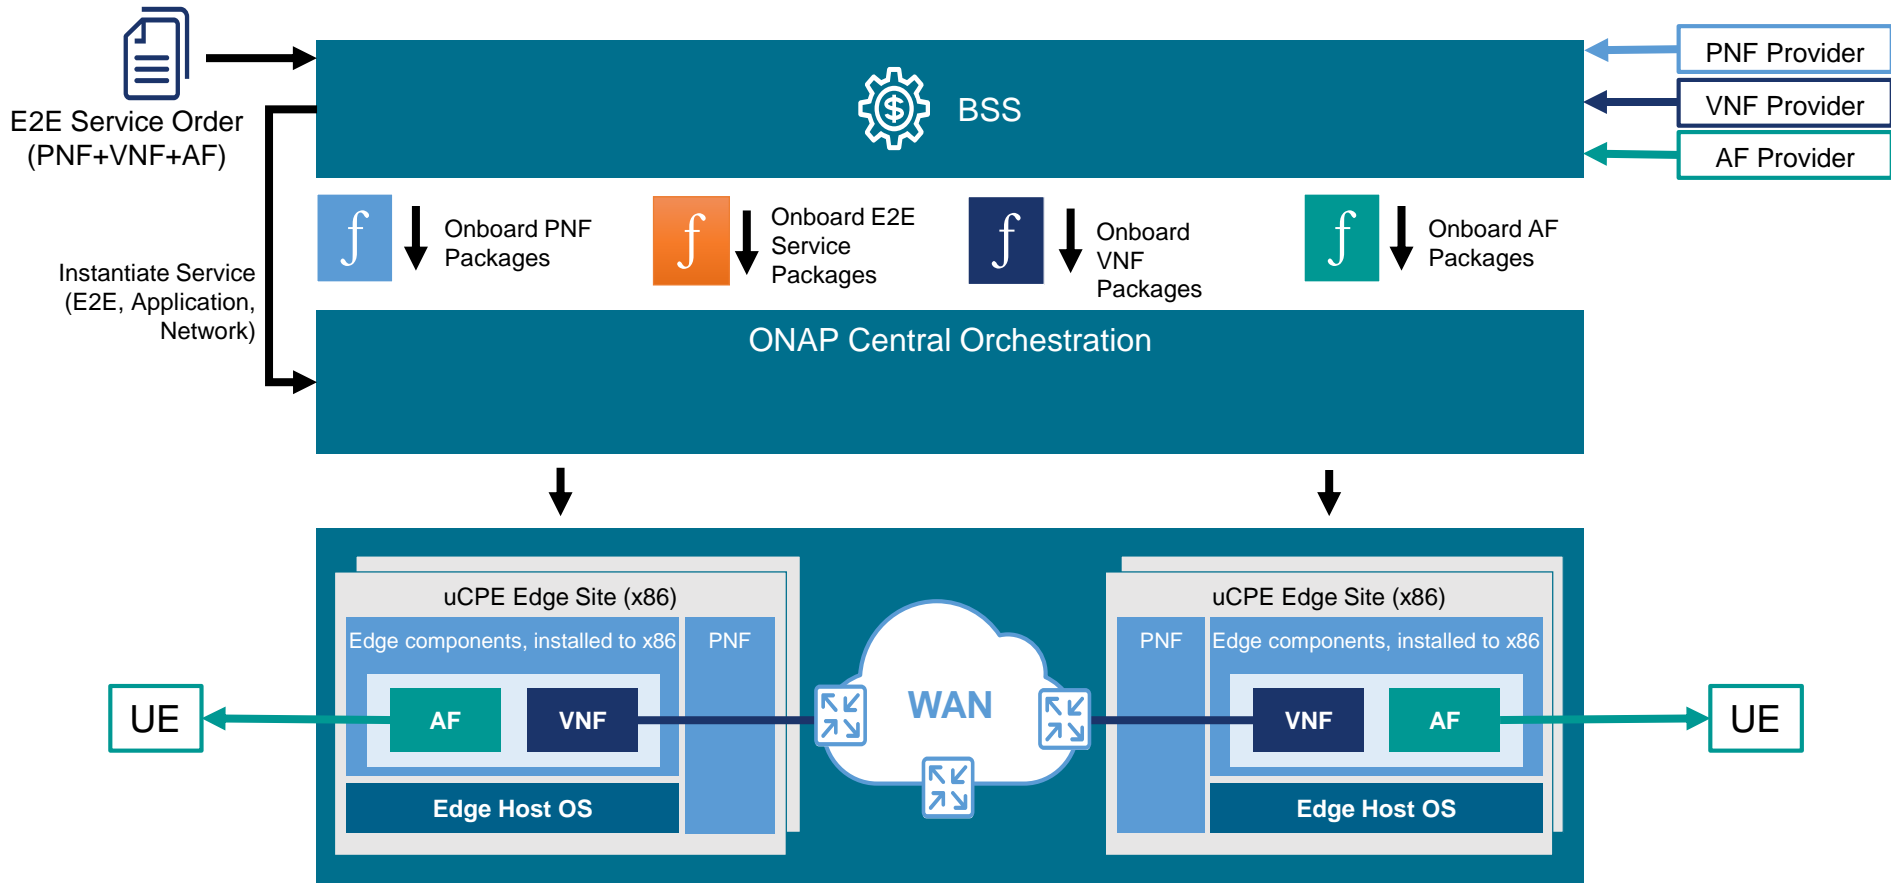 E2E Service Order
(PNF+VNF+AF)
BSS
PNF Provider
VNF Provider
AF Provider
Instantiate Service
(E2E, Application,
Network)
f
Onboard PNF
Packages
f
Onboard E2E
Service
Packages
f
Onboard
VNF
Packages
f
Onboard AF
Packages
ONAP Central Orchestration
uCPE Edge Site (x86)
Edge components, installed to x86
PNF
AF
VNF
Edge Host OS
UE
WAN
uCPE Edge Site (x86)
PNF
Edge components, installed to x86
VNF
AF
Edge Host OS
UE